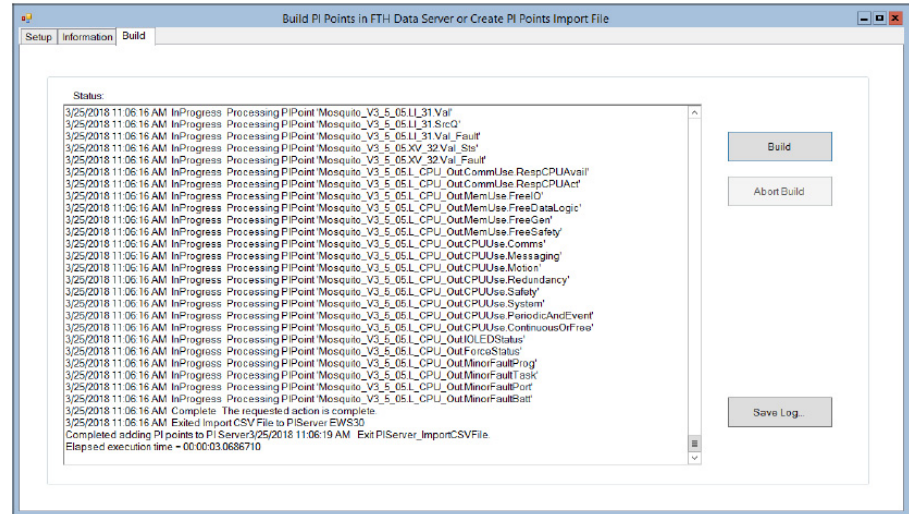 Build PI Points in FTH Data Server or Create PI Points Import File
Setup Information Build
Status:
3/25/2018 11:06:16 AM InProgress Processing PIPoint 'Mosquito_V3_5_05.LI_31.Val'
3/25/2018 11:06:16 AM InProgress Processing PIPoint 'Mosquito_V3_5_05.LI_31.SrcQ'
3/25/2018 11:06:16 AM InProgress Processing PIPoint 'Mosquito_V3_5_05.LI_31.Val_Fault'
3/25/2018 11:06:16 AM InProgress Processing PIPoint 'Mosquito_V3_5_05.XV_32.Val_Sts'
3/25/2018 11:06:16 AM InProgress Processing PIPoint 'Mosquito_V3_5_05.XV_32.Val_Fault'
3/25/2018 11:06:16 AM InProgress Processing PIPoint 'Mosquito_V3_5_05.L_CPU_Out.CommUse.RespCPUAvail'
3/25/2018 11:06:16 AM InProgress Processing PIPoint 'Mosquito_V3_5_05.L_CPU_Out.CommUse.RespCPUAct'
3/25/2018 11:06:16 AM InProgress Processing PIPoint 'Mosquito_V3_5_05.L_CPU_Out.MemUse.FreeIO'
3/25/2018 11:06:16 AM InProgress Processing PIPoint 'Mosquito_V3_5_05.L_CPU_Out.MemUse.FreeDataLogic'
3/25/2018 11:06:16 AM InProgress Processing PIPoint 'Mosquito_V3_5_05.L_CPU_Out.MemUse.FreeGen'
3/25/2018 11:06:16 AM InProgress Processing PIPoint 'Mosquito_V3_5_05.L_CPU_Out.MemUse.FreeSafety'
3/25/2018 11:06:16 AM InProgress Processing PIPoint 'Mosquito_V3_5_05.L_CPU_Out.CPUUse.Comms'
3/25/2018 11:06:16 AM InProgress Processing PIPoint 'Mosquito_V3_5_05.L_CPU_Out.CPUUse.Messaging'
3/25/2018 11:06:16 AM InProgress Processing PIPoint 'Mosquito_V3_5_05.L_CPU_Out.CPUUse.Motion'
3/25/2018 11:06:16 AM InProgress Processing PIPoint 'Mosquito_V3_5_05.L_CPU_Out.CPUUse.Redundancy'
3/25/2018 11:06:16 AM InProgress Processing PIPoint 'Mosquito_V3_5_05.L_CPU_Out.CPUUse.Safety'
3/25/2018 11:06:16 AM InProgress Processing PIPoint 'Mosquito_V3_5_05.L_CPU_Out.CPUUse.System'
3/25/2018 11:06:16 AM InProgress Processing PIPoint 'Mosquito_V3_5_05.L_CPU_Out.CPUUse.PeriodicAndEvent'
3/25/2018 11:06:16 AM InProgress Processing PIPoint 'Mosquito_V3_5_05.L_CPU_Out.CPUUse.ContinuousOrFree'
3/25/2018 11:06:16 AM InProgress Processing PIPoint 'Mosquito_V3_5_05.L_CPU_Out.IOLEDStatus'
3/25/2018 11:06:16 AM InProgress Processing PIPoint 'Mosquito_V3_5_05.L_CPU_Out.ForceStatus'
3/25/2018 11:06:16 AM InProgress Processing PIPoint 'Mosquito_V3_5_05.L_CPU_Out.MinorFaultProg'
3/25/2018 11:06:16 AM InProgress Processing PIPoint 'Mosquito_V3_5_05.L_CPU_Out.MinorFaultTask'
3/25/2018 11:06:16 AM InProgress Processing PIPoint 'Mosquito_V3_5_05.L_CPU_Out.MinorFaultPort'
3/25/2018 11:06:16 AM InProgress Processing PIPoint 'Mosquito_V3_5_05.L_CPU_Out.MinorFaultBatt'
3/25/2018 11:06:16 AM Complete The requested action is complete.
3/25/2018 11:06:16 AM Exited Import CSV File to PIServer EWS30
Completed adding PI points to PI Server3/25/2018 11:06:19 AM Exit PIServer_ImportCSVFile.
Elapsed execution time = 00:00:03.0686710
Build
Abort Build
Save Log...